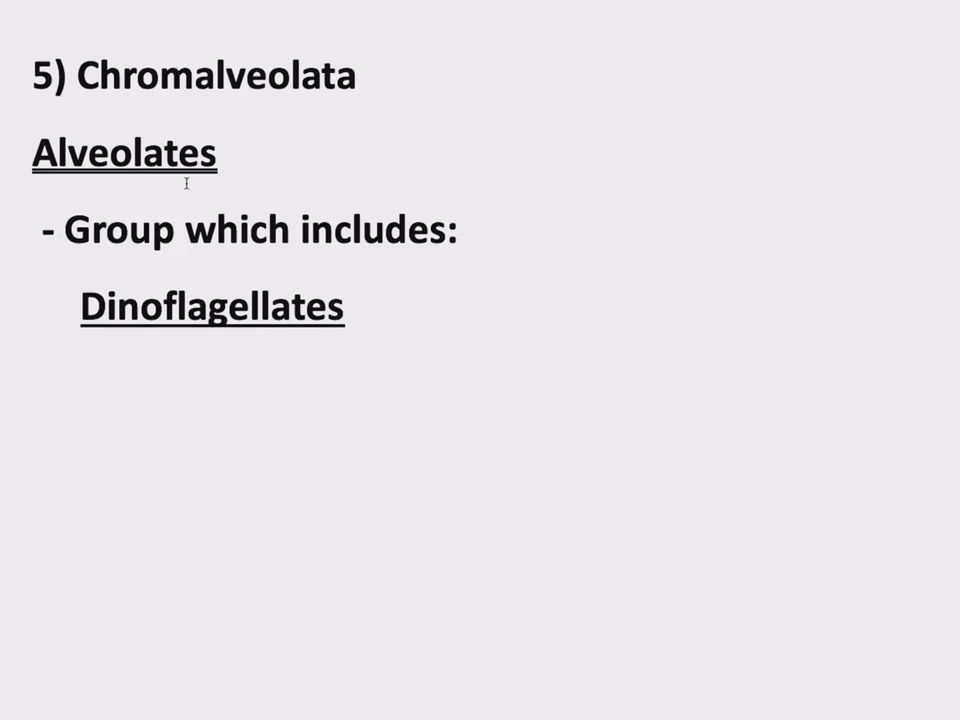 5) Chromalveolata
Alveolates
- Group which includes:
Dinoflagellates